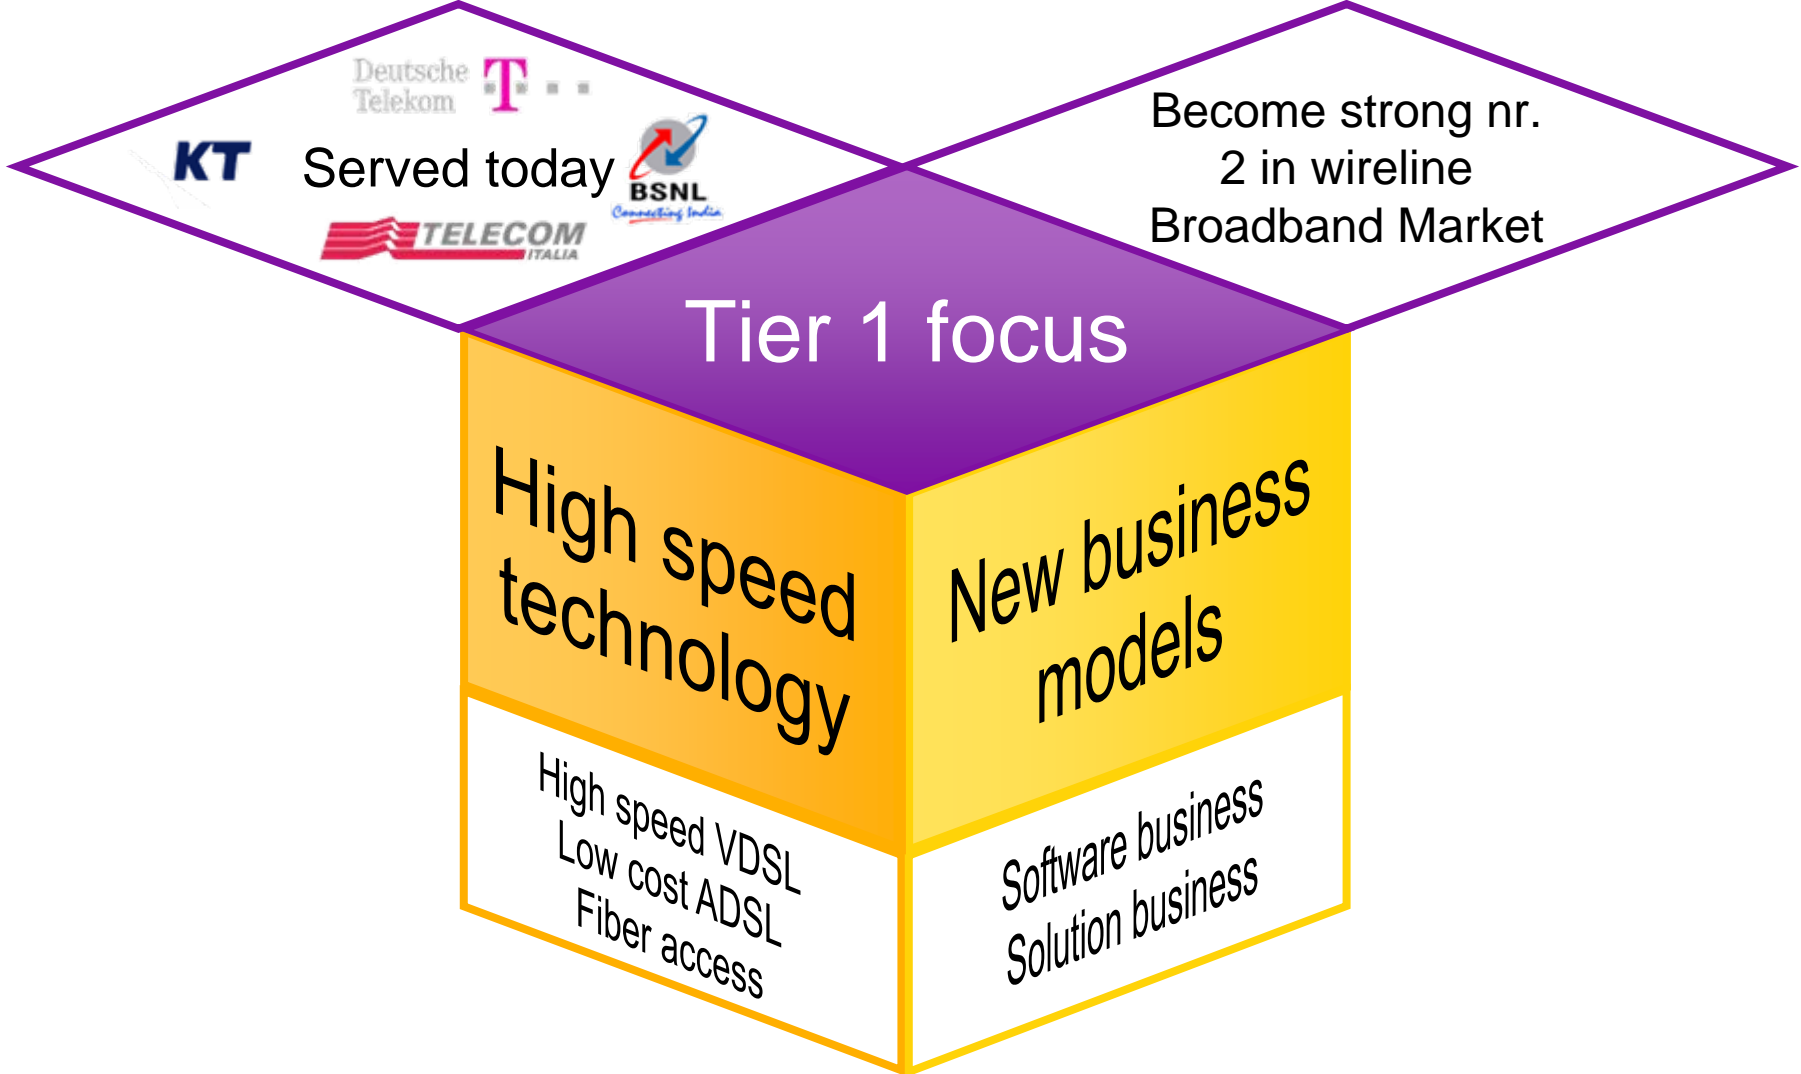 Deutsche
Telekom
T
KT
Served today
BSNL
Connecting India
TELECOM
ITALIA
Become strong nr.
2 in wireline
Broadband Market
Tier 1 focus
High speed
technology
New business
models
High speed VDSL
Low cost ADSL
Fiber access
Software business
Solution business